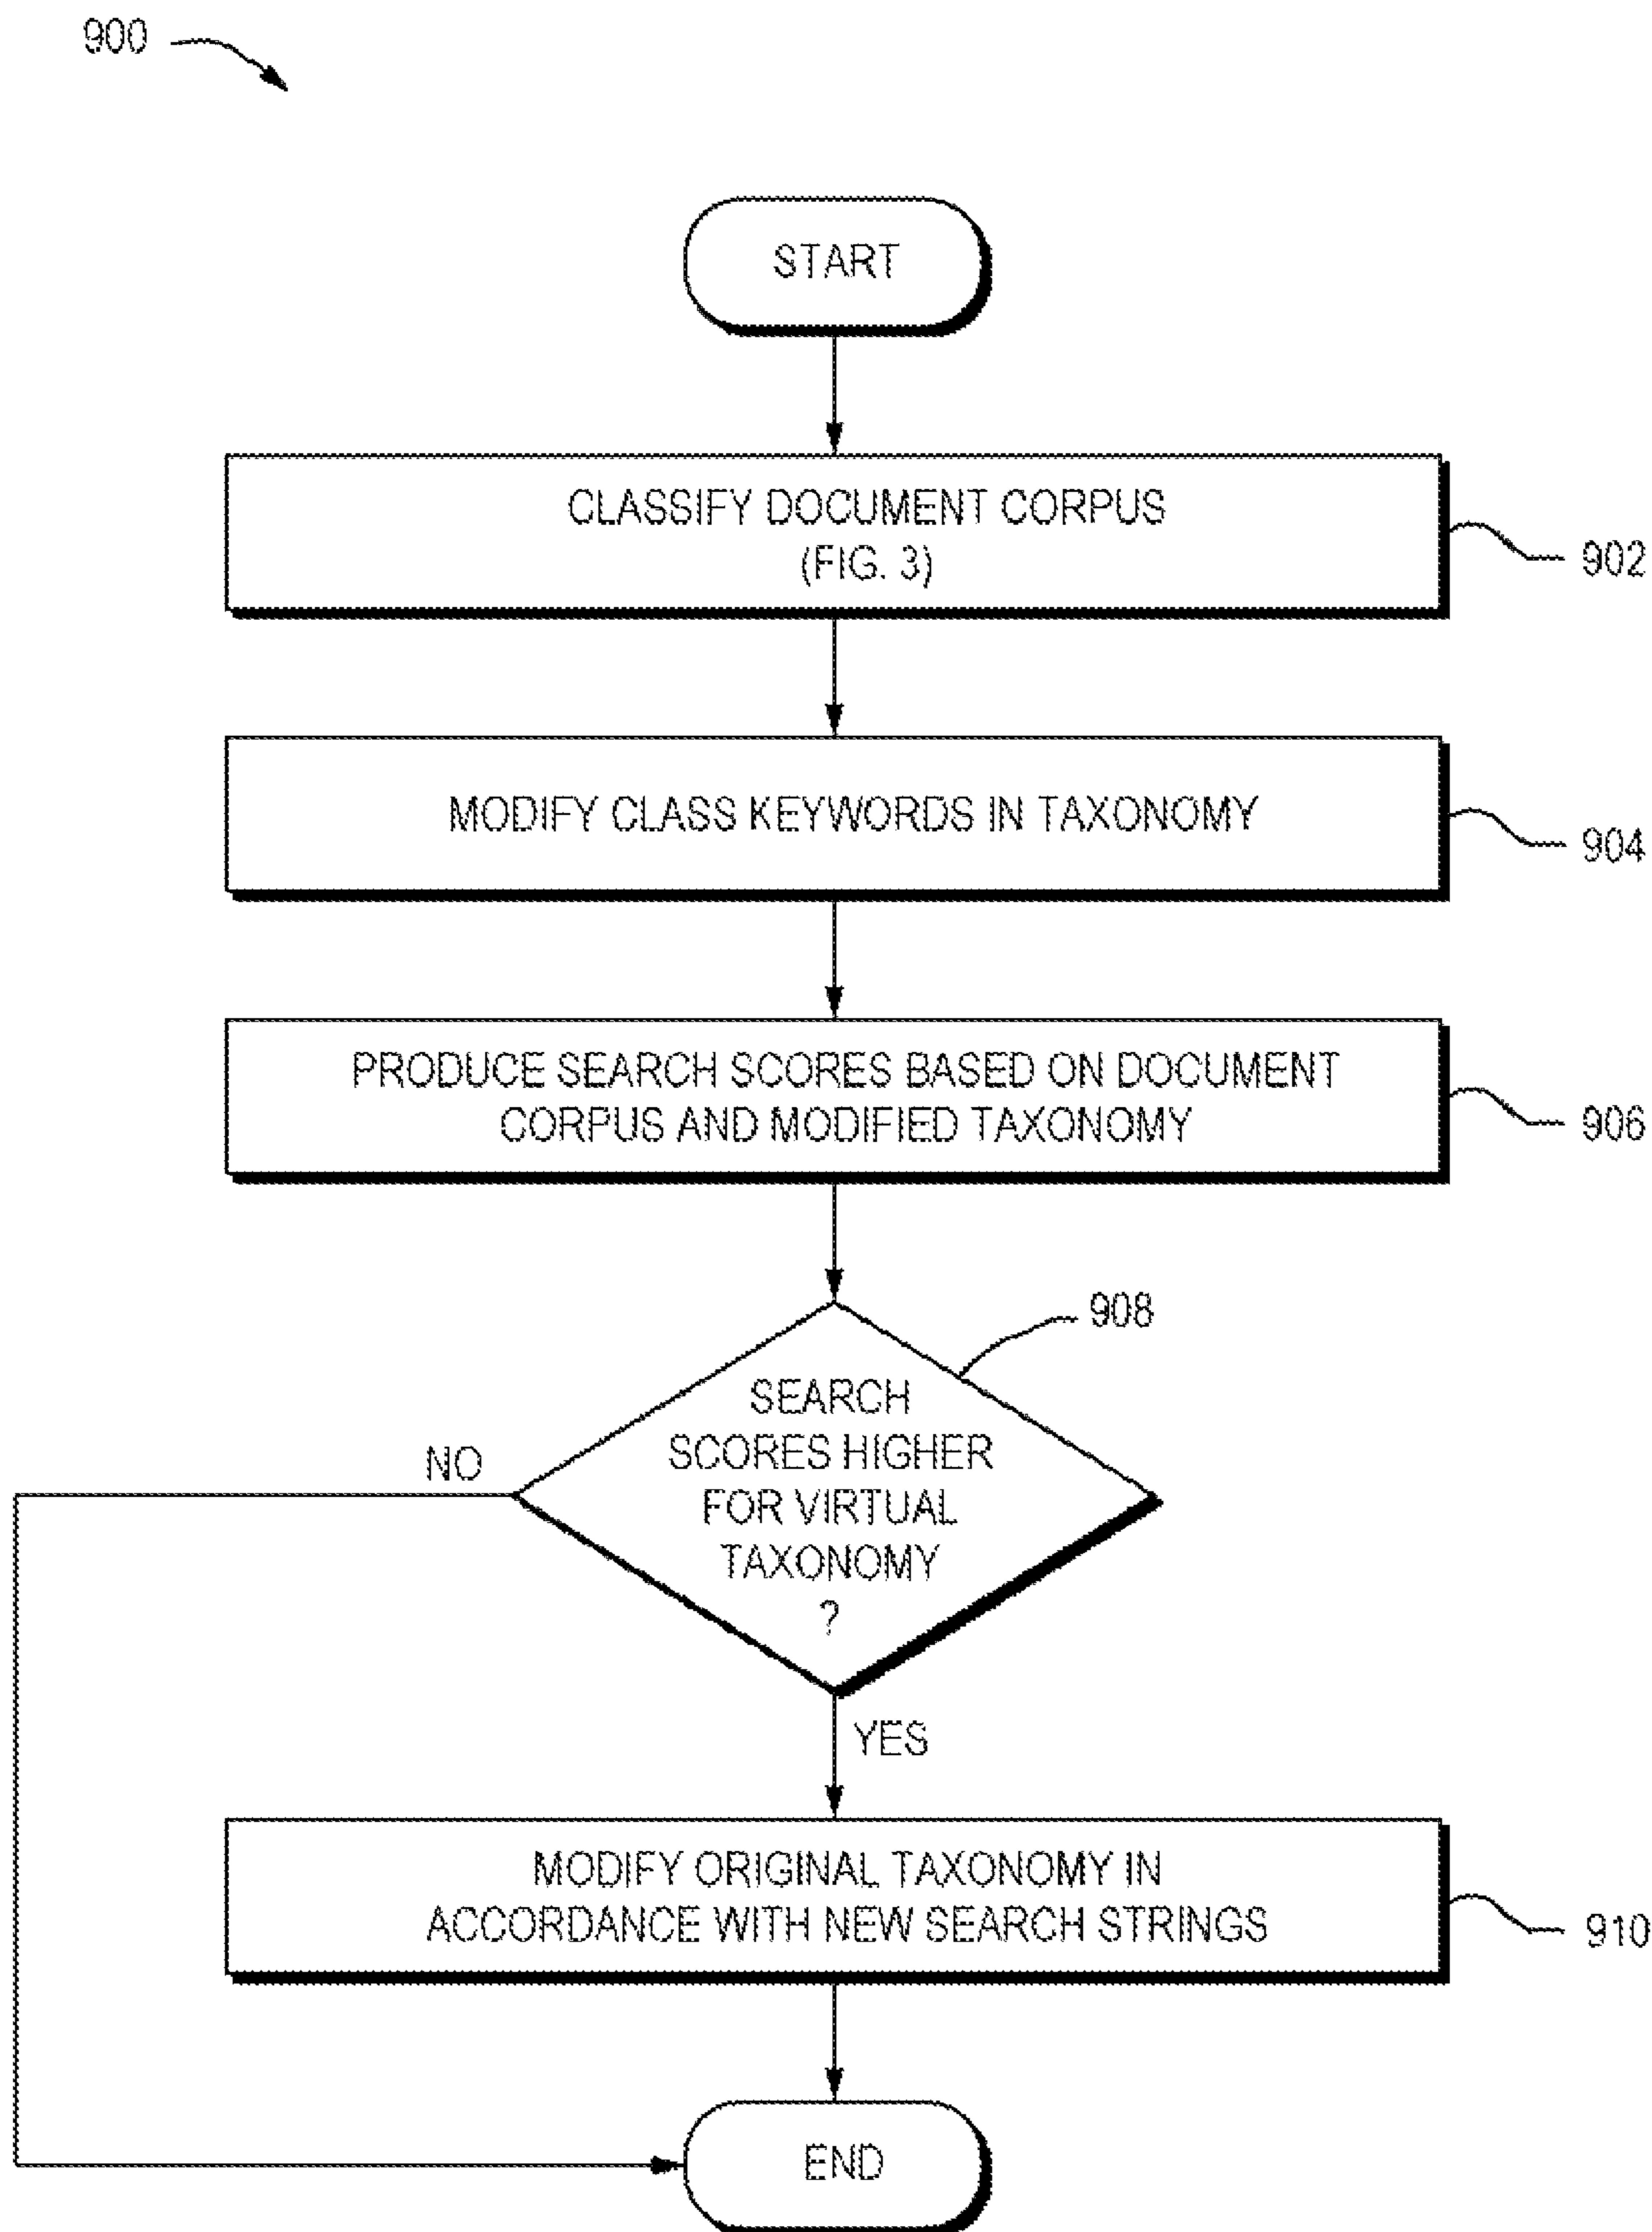 900
START
CLASSIFY DOCUMENT CORPUS
(FIG. 3)
902
MODIFY CLASS KEYWORDS IN TAXONOMY
904
PRODUCE SEARCH SCORES BASED ON DOCUMENT
CORPUS AND MODIFIED TAXONOMY
906
908
SEARCH
SCORES HIGHER
FOR VIRTUAL
TAXONOMY
?
NO
YES
MODIFY ORIGINAL TAXONOMY IN
ACCORDANCE WITH NEW SEARCH STRINGS
910
END